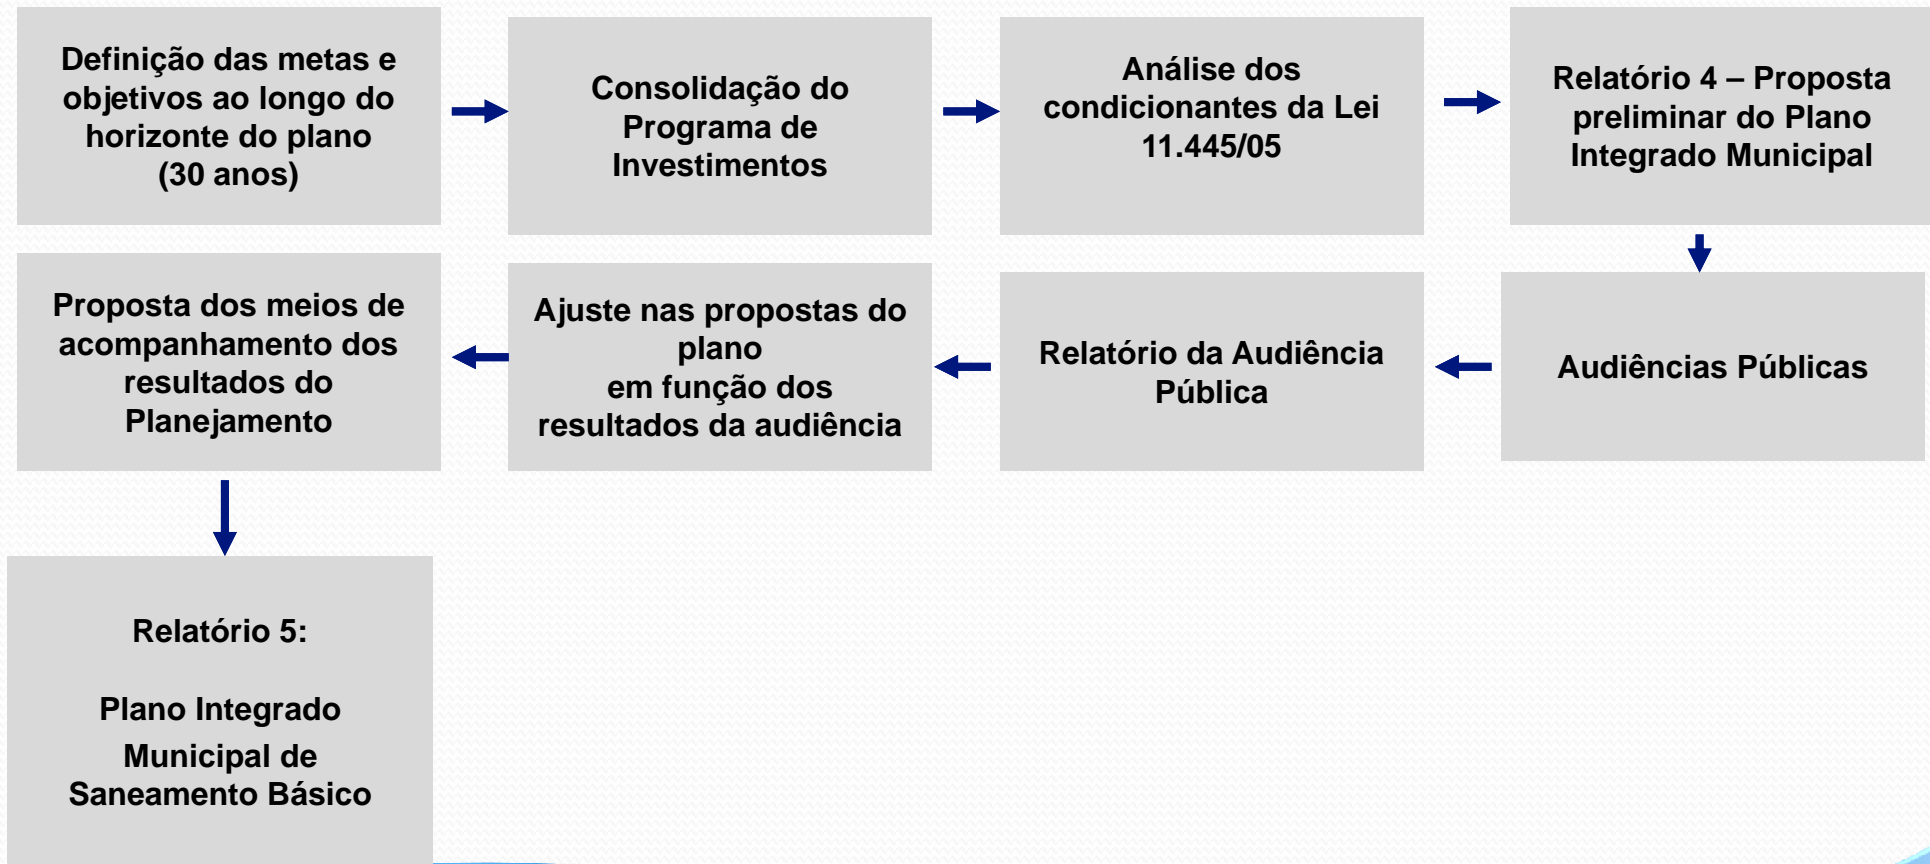 Definição das metas e
objetivos ao longo do
horizonte do plano
(30 anos)
Consolidação do
Programa de
Investimentos
Análise dos
condicionantes da Lei
11.445/05
Relatório 4 – Proposta
preliminar do Plano
Integrado Municipal
Audiências Públicas
Relatório da Audiência
Pública
Ajuste nas propostas do
plano
em função dos
resultados da audiência
Proposta dos meios de
acompanhamento dos
resultados do
Planejamento
Relatório 5:
Plano Integrado
Municipal de
Saneamento Básico